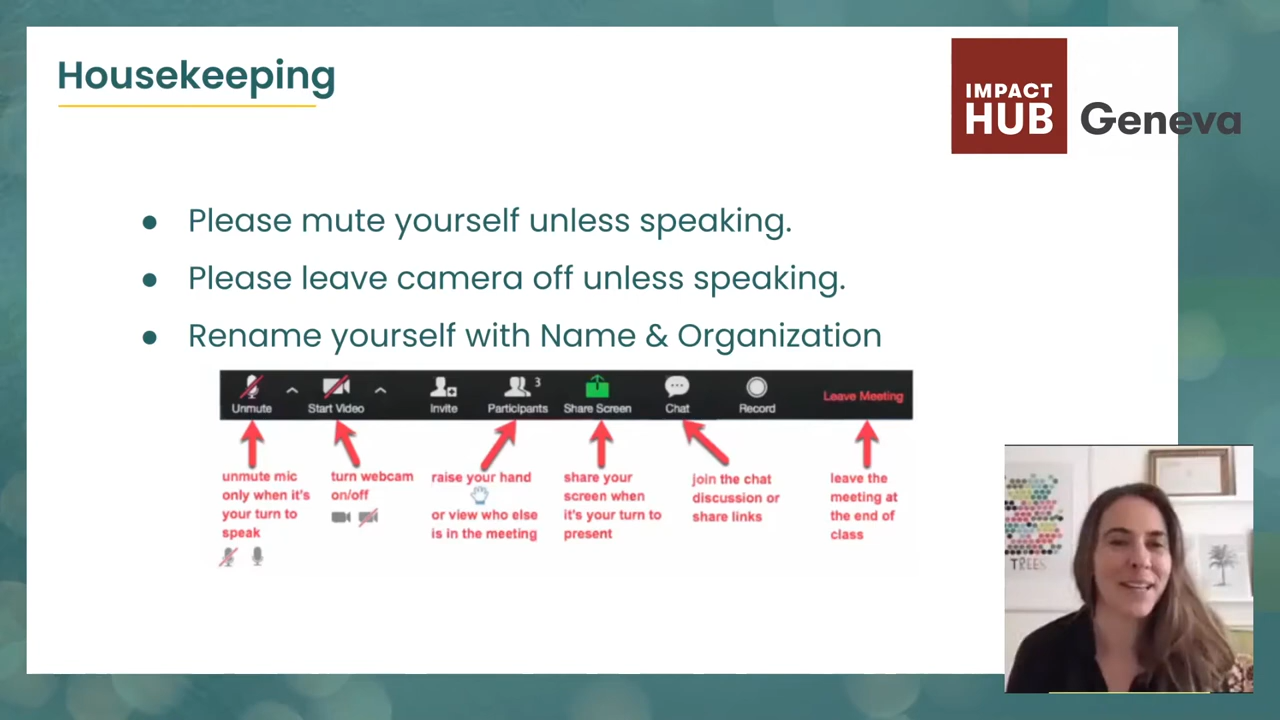 Housekeeping
IMPACT
HUB Geneva
● Please mute yourself unless speaking.
● Please leave camera off unless speaking.
● Rename yourself with Name & Organization
3
Unmute Start Video Invite Participants Share Screen Chat Record Leave Meeting
unmute mic
only when it's
your turn to
speak
turn webcam
on/off
raise your hand
or view who else
is in the meeting
share your
screen when
it's your turn to
present
join the chat
discussion or
share links
leave the
meeting at
the end of
class
TREES